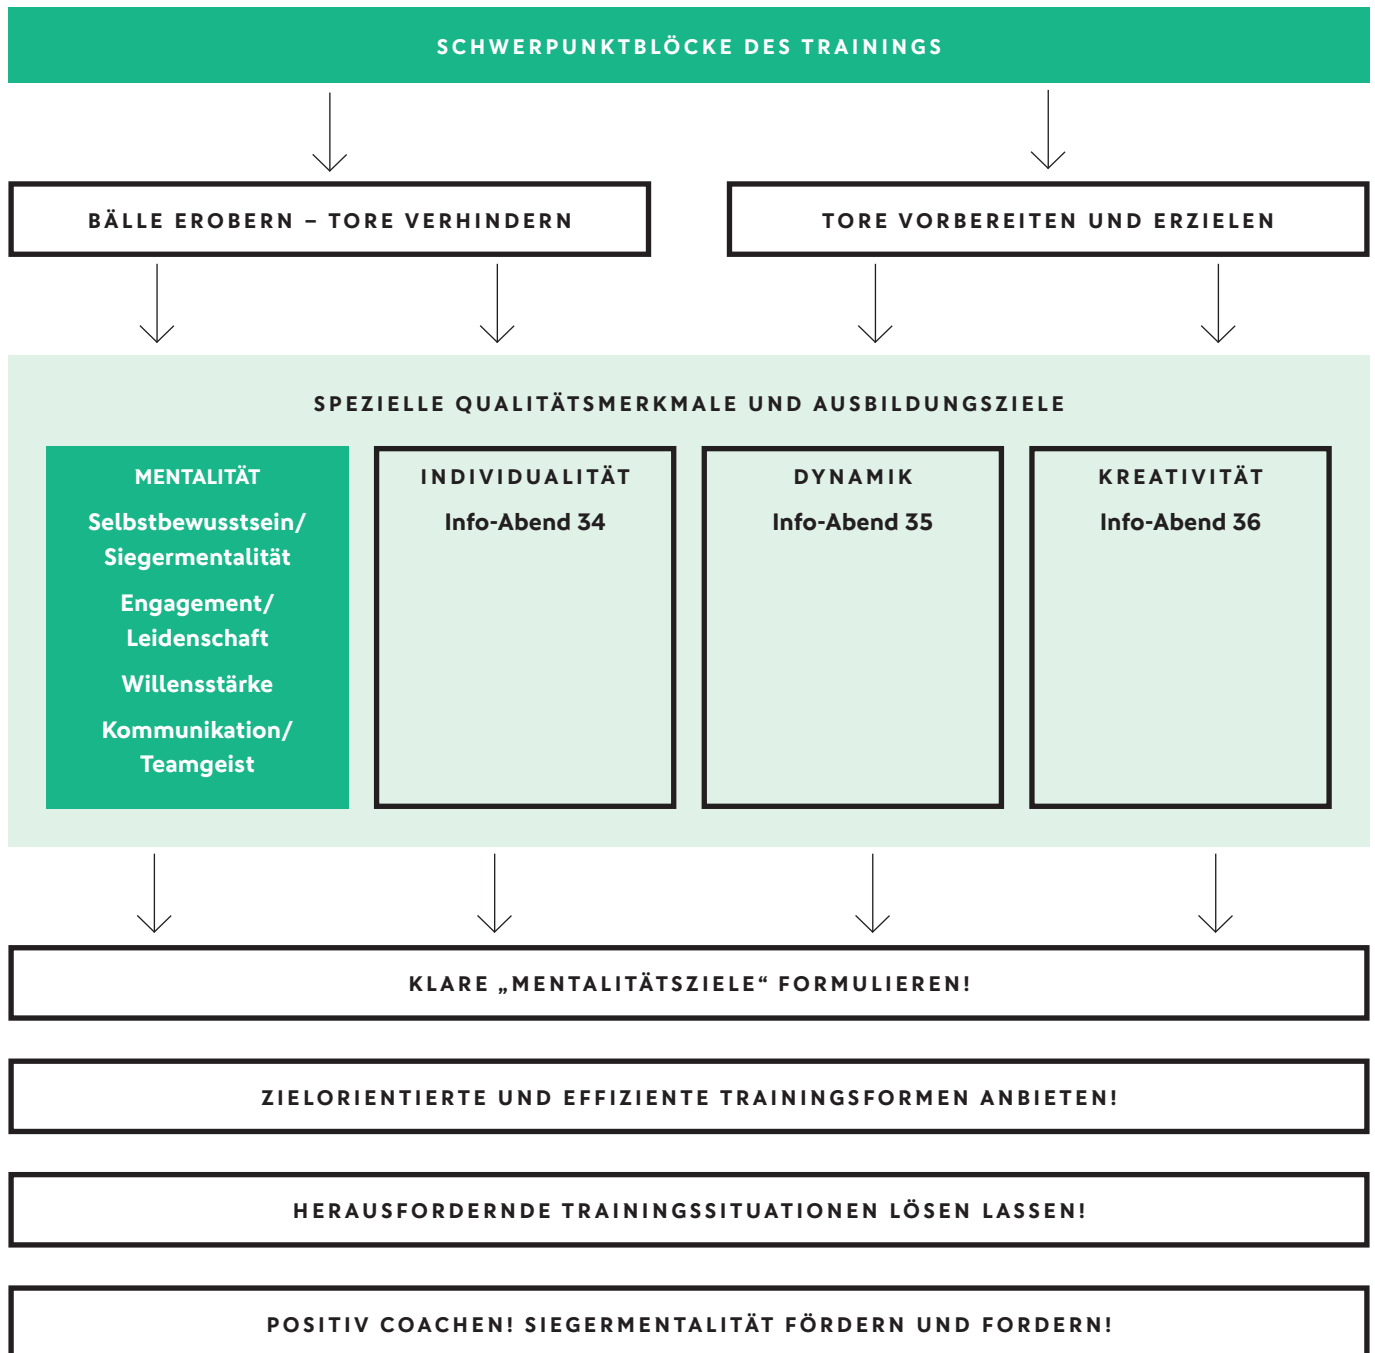 SCHWERPUNKTBLÖCKE DES TRAININGS
BÄLLE EROBERN – TORE VERHINDERN
TORE VORBEREITEN UND ERZIELEN
SPEZIELLE QUALITÄTSMERKMALE UND AUSBILDUNGSZIELE
MENTALITÄT
Selbstbewusstsein/
Siegermentalität
Engagement/
Leidenschaft
Willensstärke
Kommunikation/
Teamgeist
INDIVIDUALITÄT
Info-Abend 34
DYNAMIK
Info-Abend 35
KREATIVITÄT
Info-Abend 36
KLARE „MENTALITÄTSZIELE“ FORMULIEREN!
ZIELORIENTIERTE UND EFFIZIENTE TRAININGSFORMEN ANBIETEN!
HERAUSFORDERNDE TRAININGSSITUATIONEN LÖSEN LASSEN!
POSITIV COACHEN! SIEGERMENTALITÄT FÖRDERN UND FORDERN!